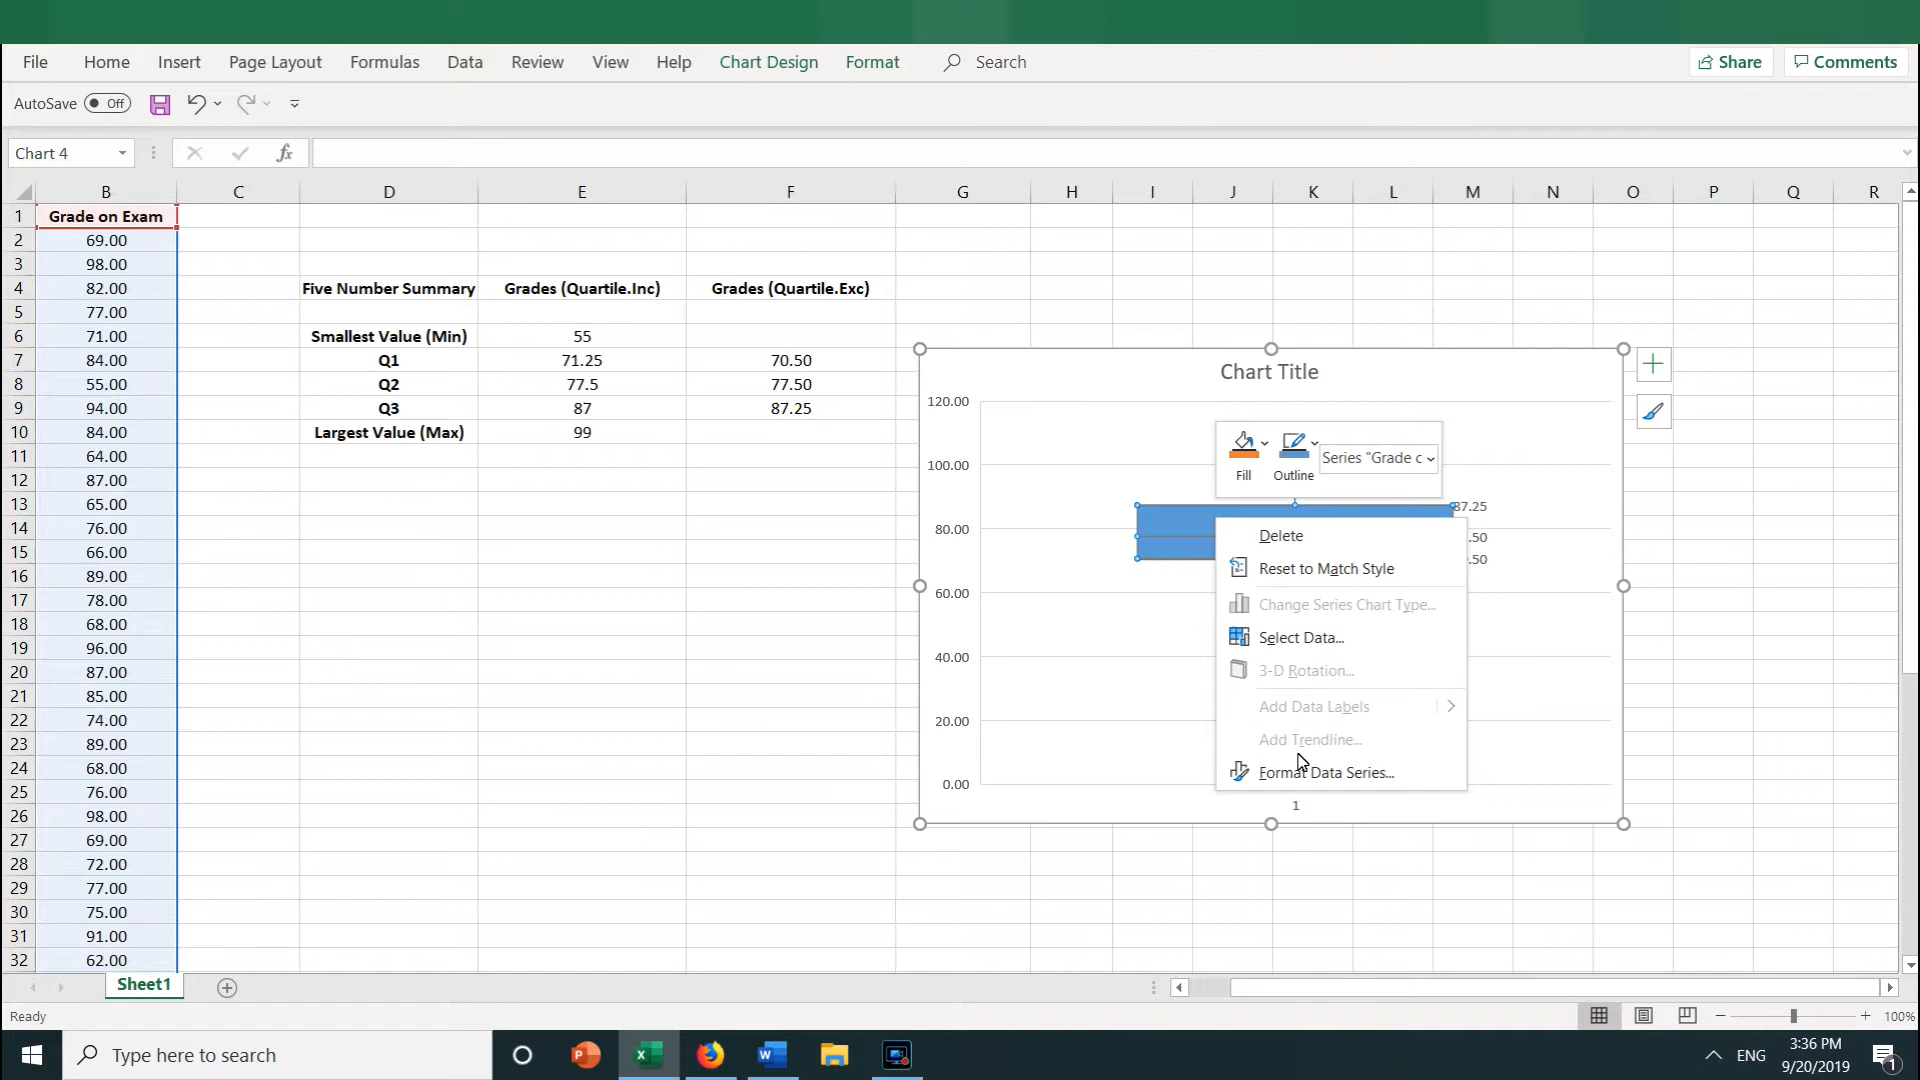 File Home Insert Page Layout Formulas Data Review View Help Chart Design Format Search Share Comments
AutoSave Off
Chart 4 fx
B C D E F G H I J K L M N O P Q R
1 Grade on Exam
2 69.00
3 98.00
4 82.00 Five Number Summary Grades (Quartile.Inc) Grades (Quartile.Exc)
5 77.00
6 71.00 Smallest Value (Min) 55
7 84.00 Q1 71.25 70.50
8 55.00 Q2 77.5 77.50
9 94.00 Q3 87 87.25
10 84.00 Largest Value (Max) 99
11 64.00
12 87.00
13 65.00
14 76.00
15 66.00
16 89.00
17 78.00
18 68.00
19 96.00
20 87.00
21 85.00
22 74.00
23 89.00
24 68.00
25 76.00
26 98.00
27 69.00
28 72.00
29 77.00
30 75.00
31 91.00
32 62.00
Chart Title
120.00
100.00
80.00
60.00
40.00
20.00
0.00
1
87.25
.50
.50
Series "Grade c
Fill Outline
Delete
Reset to Match Style
Change Series Chart Type...
Select Data...
3-D Rotation...
Add Data Labels
Add Trendline...
Format Data Series...
Sheet1
Ready 100%
Type here to search
ENG
3:36 PM
9/20/2019
1